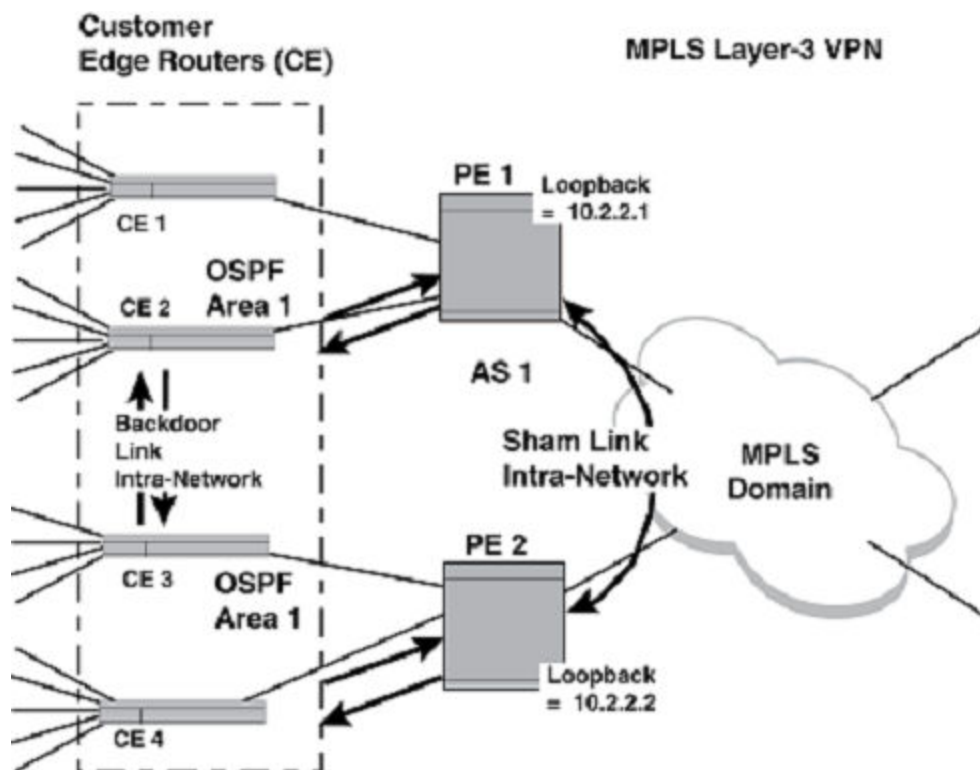 Customer
Edge Routers (CE)
MPLS Layer-3 VPN
PE 1
Loopback
= 10.2.2.1
CE 1
OSPF
Area 1
CE 2
AS 1
Backdoor
Link
Intra-Network
Sham Link
Intra-Network
MPLS
Domain
PE 2
CE 3
OSPF
Area 1
Loopback
= 10.2.2.2
CE 4